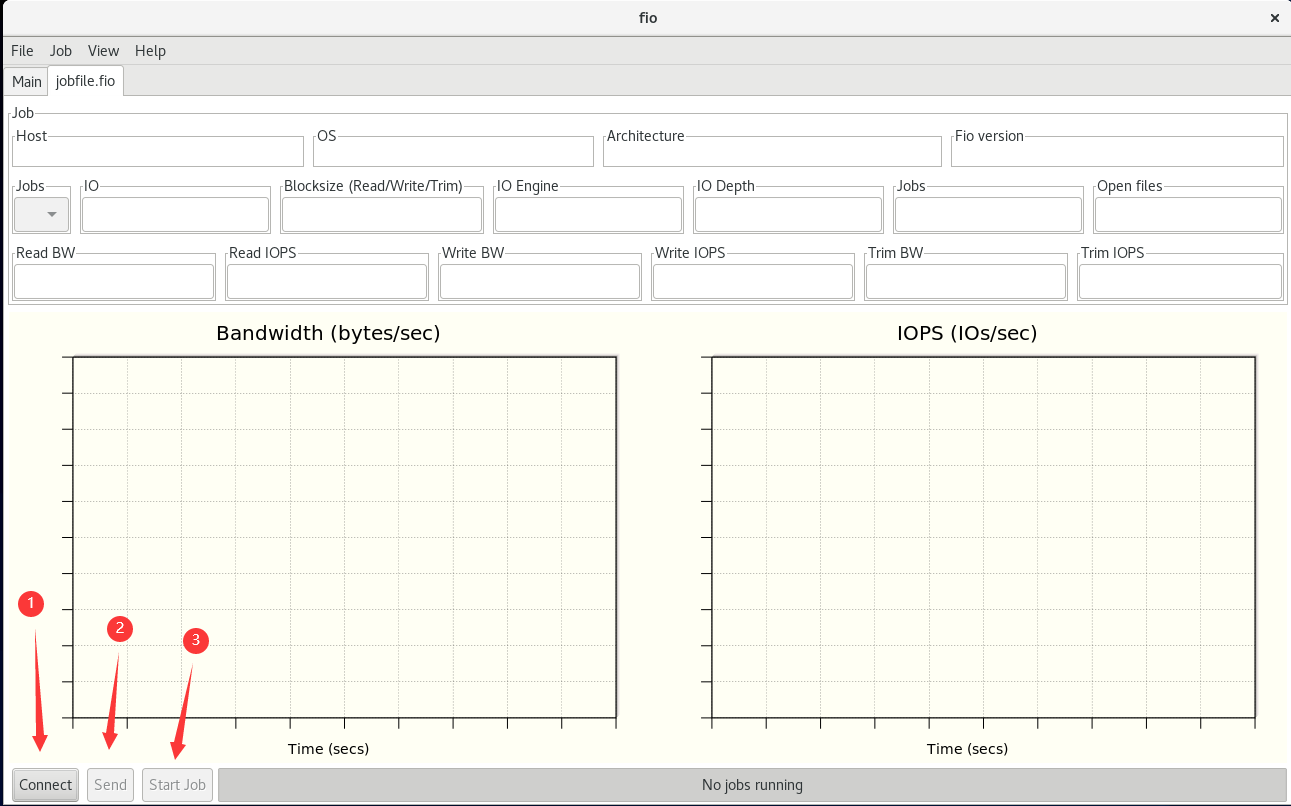 fio
×
File Job View Help
Main jobfile.fio
Job
Host OS Architecture Fio version
Jobs IO Blocksize (Read/Write/Trim) IO Engine IO Depth Jobs Open files
Read BW Read IOPS Write BW Write IOPS Trim BW Trim IOPS
Bandwidth (bytes/sec) IOPS (IOs/sec)
1
2
3
Time (secs) Time (secs)
Connect Send Start Job No jobs running